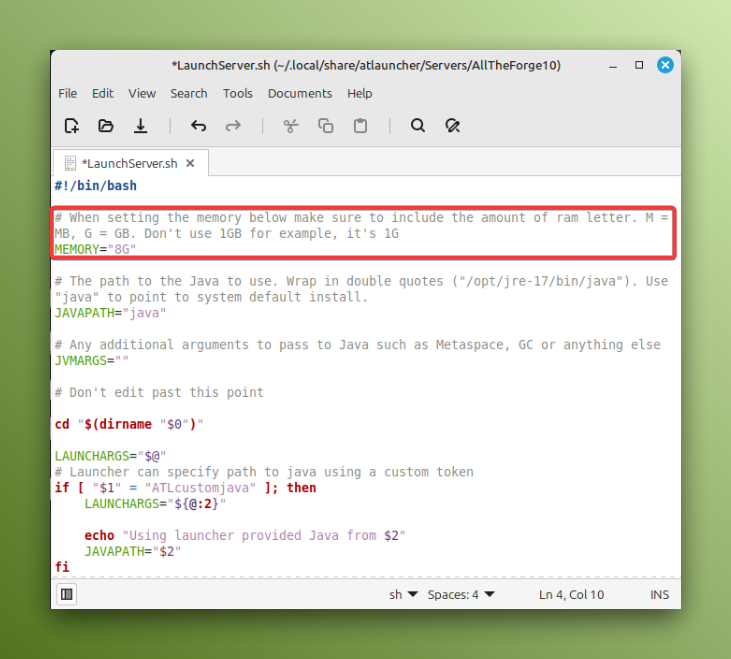 *LaunchServer.sh (~/.local/share/atlauncher/Servers/AllTheForge10)
File Edit View Search Tools Documents Help
*LaunchServer.sh
#!/bin/bash
# When setting the memory below make sure to include the amount of ram letter. M =
MB, G = GB. Don't use 1GB for example, it's 1G
MEMORY="8G"
# The path to the Java to use. Wrap in double quotes ("/opt/jre-17/bin/java"). Use
"java" to point to system default install.
JAVAPATH="java"
# Any additional arguments to pass to Java such as Metaspace, GC or anything else
JVMARGS=""
# Don't edit past this point
cd "$(dirname "$0")"
LAUNCHARGS="$@"
# Launcher can specify path to java using a custom token
if [ "$1" = "ATLcustomjava" ]; then
    LAUNCHARGS="${@:2}"
    echo "Using launcher provided Java from $2"
    JAVAPATH="$2"
fi
sh Spaces: 4 Ln 4, Col 10 INS